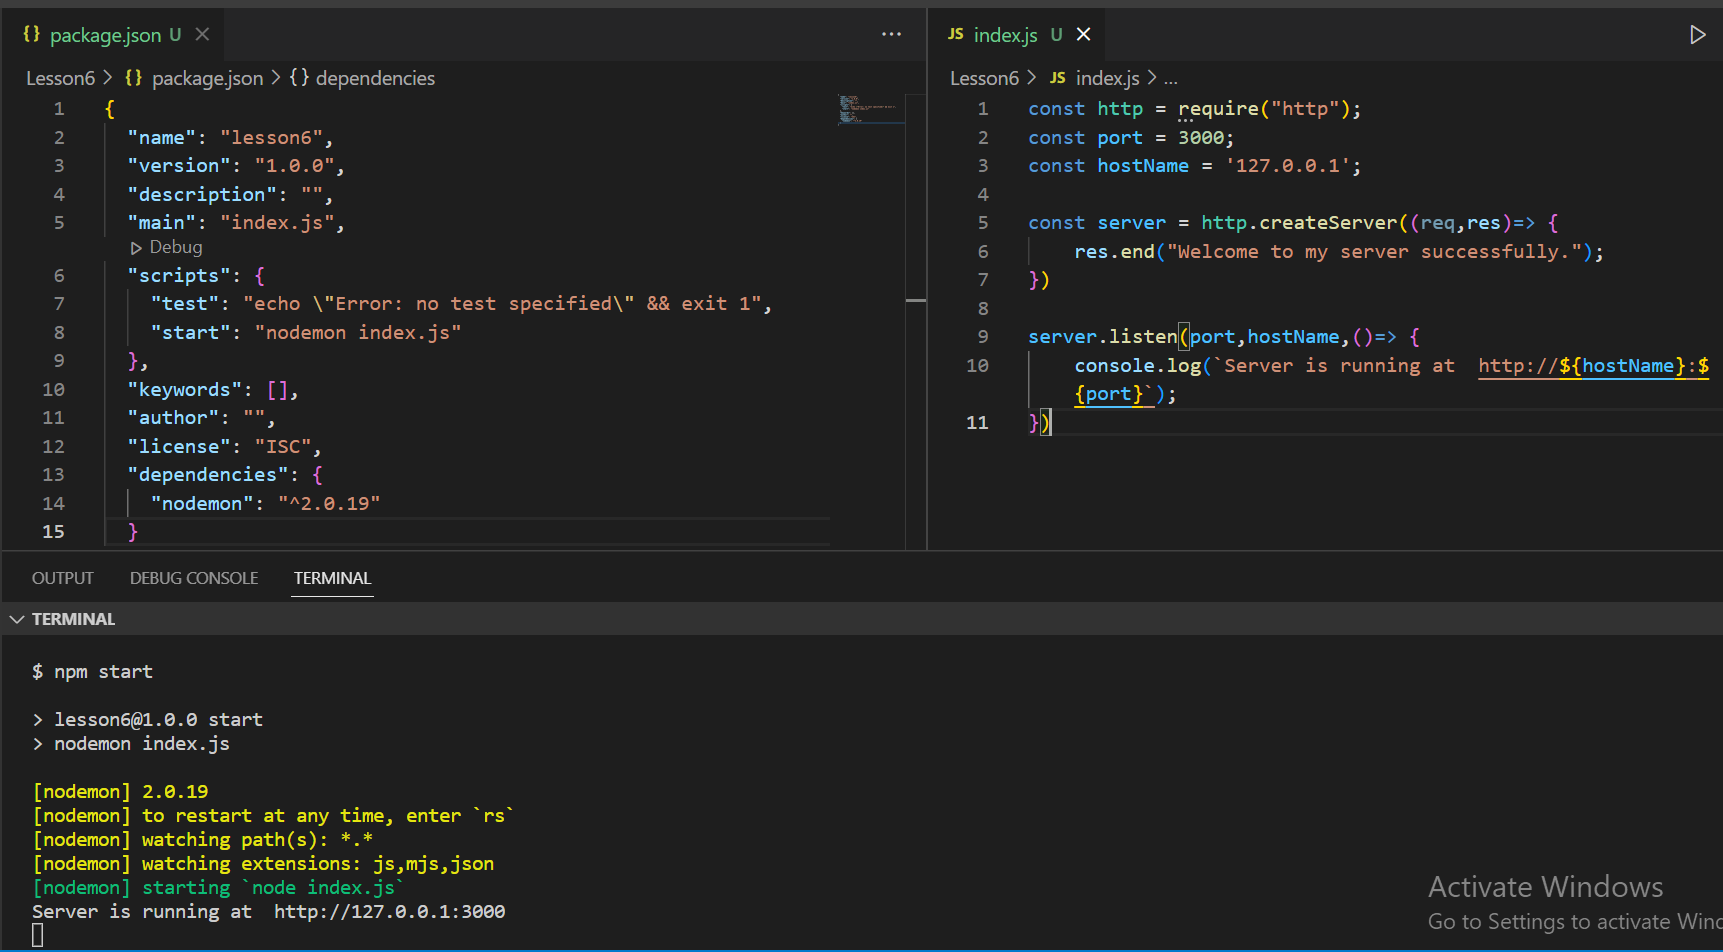 {} package.json U
Lesson6 > {} package.json > {} dependencies
1 {
2 "name": "lesson6",
3 "version": "1.0.0",
4 "description": "",
5 "main": "index.js",
Debug
6 "scripts": {
7 "test": "echo \"Error: no test specified\" && exit 1",
8 "start": "nodemon index.js"
9 },
10 "keywords": [],
11 "author": "",
12 "license": "ISC",
13 "dependencies": {
14 "nodemon": "^2.0.19"
15 }
JS index.js U
Lesson6 > JS index.js > ...
1 const http = require("http");
2 const port = 3000;
3 const hostName = '127.0.0.1';
4
5 const server = http.createServer((req,res)=> {
6 res.end("Welcome to my server successfully.");
7 })
8
9 server.listen(port,hostName,()=> {
10 console.log(`Server is running at  http://${hostName}:$
{port}`);
11 })
OUTPUT DEBUG CONSOLE TERMINAL
TERMINAL
$ npm start
> lesson6@1.0.0 start
> nodemon index.js
[nodemon] 2.0.19
[nodemon] to restart at any time, enter `rs`
[nodemon] watching path(s): *.*
[nodemon] watching extensions: js,mjs,json
[nodemon] starting `node index.js`
Server is running at  http://127.0.0.1:3000
Activate Windows
Go to Settings to activate Wind